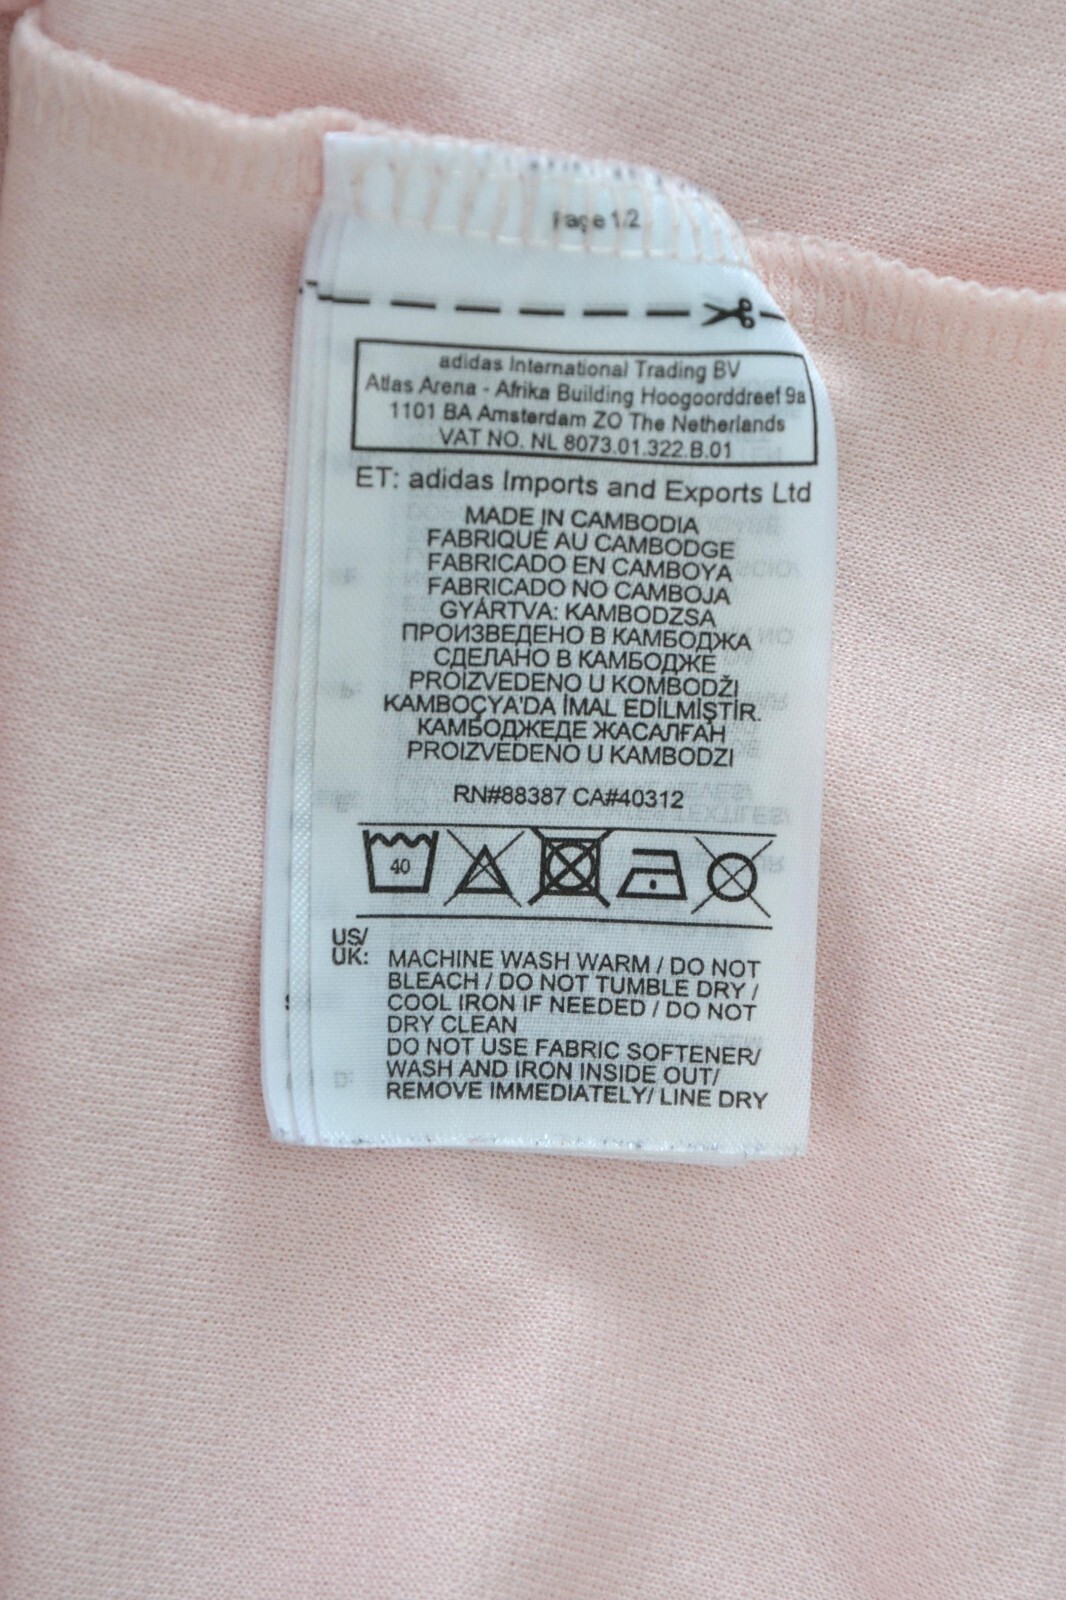 Page 1/2
adidas International Trading BV
Atlas Arena - Afrika Building Hoogoorddreef 9a
1101 BA Amsterdam ZO The Netherlands
VAT NO. NL 8073.01.322.B.01
ET: adidas Imports and Exports Ltd
MADE IN CAMBODIA
FABRIQUÉ AU CAMBODGE
FABRICADO EN CAMBOYA
FABRICADO NO CAMBOJA
GYÁRTVA: KAMBODZSA
ПРОИЗВЕДЕНО В КАМБОДЖА
СДЕЛАНО В КАМБОДЖЕ
PROIZVEDENO U KOMBODŽI
KAMBOÇYA'DA İMAL EDİLMİŞTİR.
КАМБОДЖЕДЕ ЖАСАЛҒАН
PROIZVEDENO U KAMBODZI
RN#88387 CA#40312
40
US/
UK: MACHINE WASH WARM / DO NOT
BLEACH / DO NOT TUMBLE DRY /
COOL IRON IF NEEDED / DO NOT
DRY CLEAN
DO NOT USE FABRIC SOFTENER/
WASH AND IRON INSIDE OUT/
REMOVE IMMEDIATELY/ LINE DRY